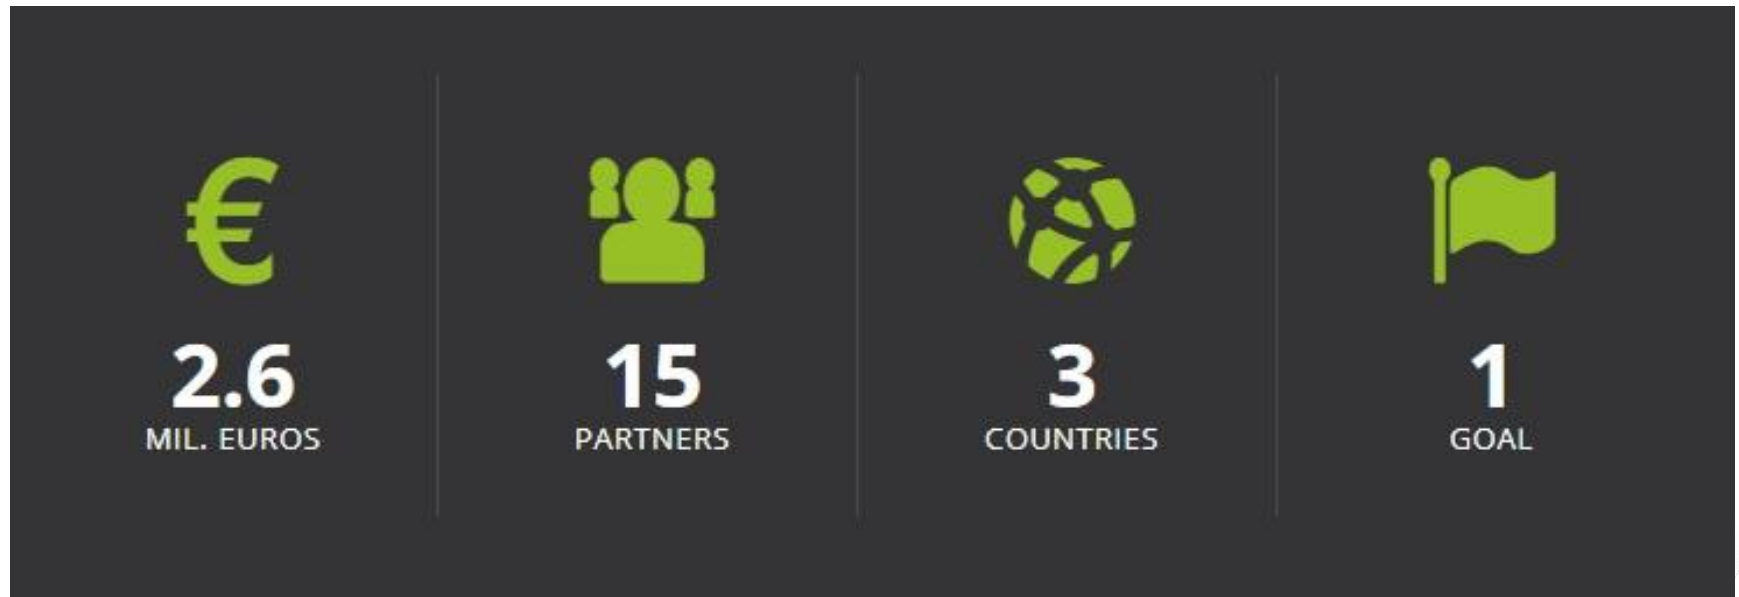 2.6
MIL. EUROS
15
PARTNERS
3
COUNTRIES
1
GOAL